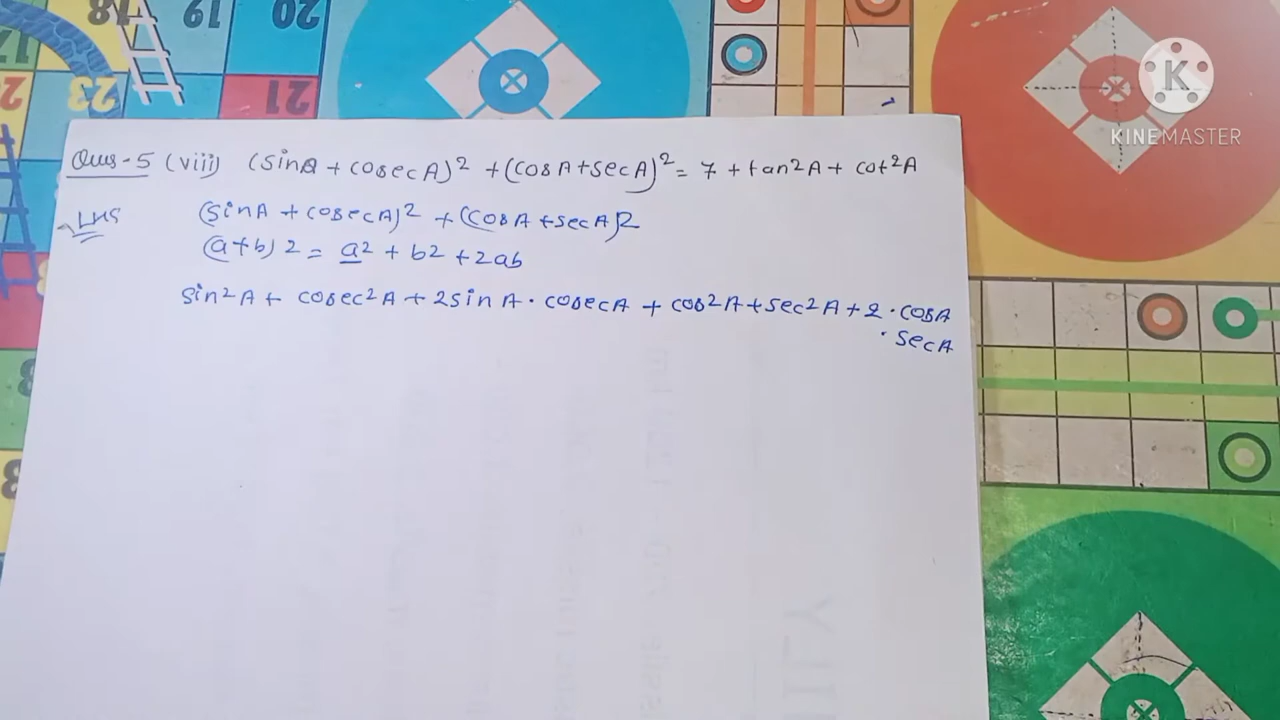 18 19 20
17
23 21
K
KINEMASTER
Ques-5 (viii) (sinA + cosecA)² + (cosA + secA)² = 7 + tan²A + cot²A
LHS (sinA + cosecA)² + (cosA + secA)2
(a+b)2 = a² + b2 + 2ab
sin²A + cosec²A + 2sinA · cosecA + cos²A + sec²A + 2 · cosA
· secA